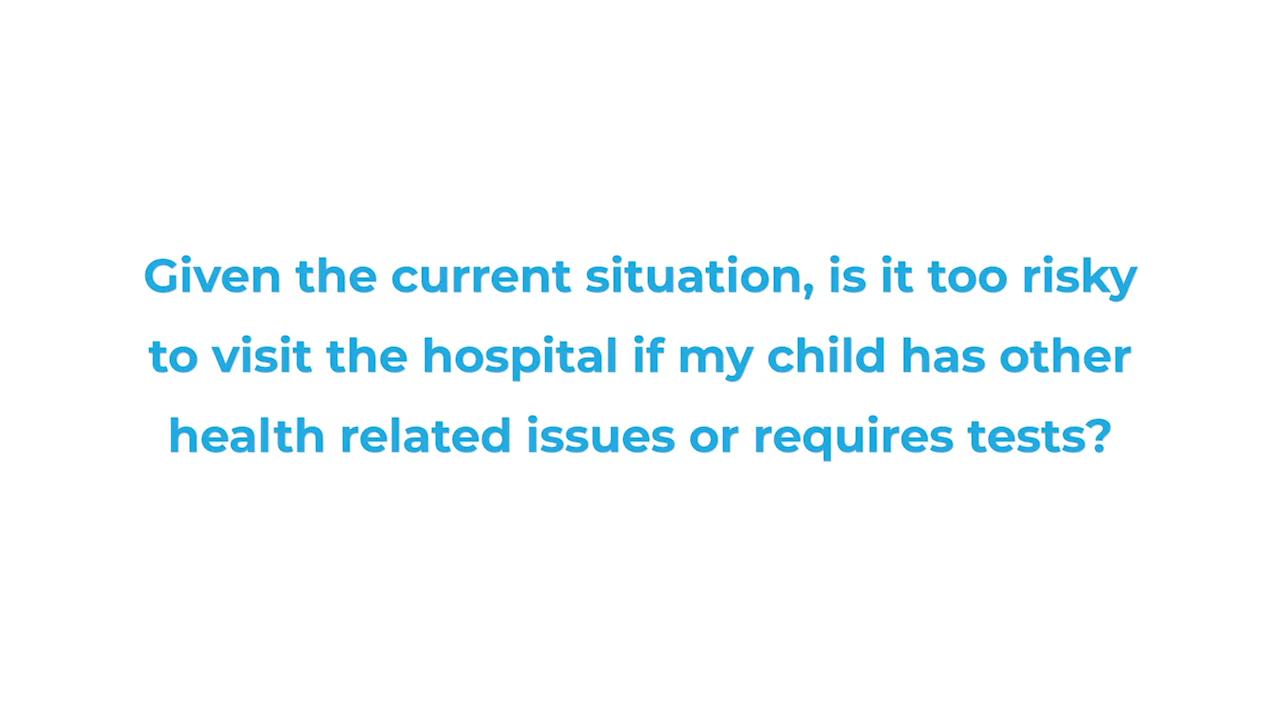 Given the current situation, is it too risky
to visit the hospital if my child has other
health related issues or requires tests?